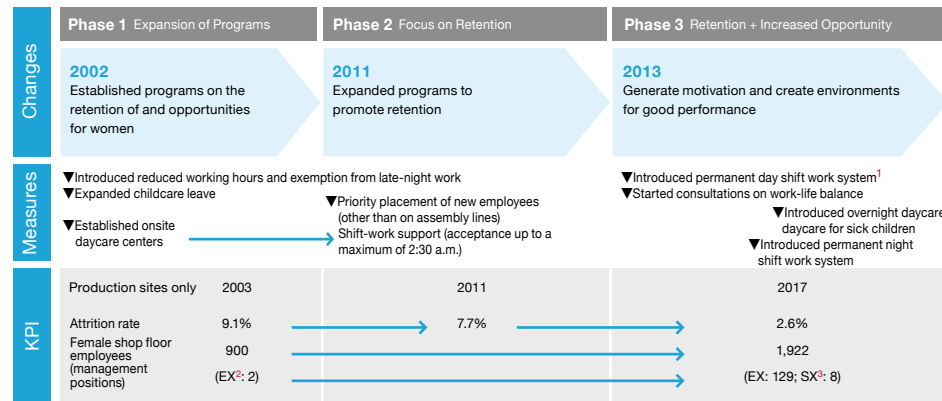 Changes
Phase 1 Expansion of Programs
Phase 2 Focus on Retention
Phase 3 Retention + Increased Opportunity
2002
Established programs on the
retention of and opportunities
for women
2011
Expanded programs to
promote retention
2013
Generate motivation and create environments
for good performance
Measures
▼Introduced reduced working hours and exemption from late-night work
▼Expanded childcare leave
▼Established onsite
daycare centers
▼Priority placement of new employees
(other than on assembly lines)
Shift-work support (acceptance up to a
maximum of 2:30 a.m.)
▼Introduced permanent day shift work system1
▼Started consultations on work-life balance
▼Introduced overnight daycare
daycare for sick children
▼Introduced permanent night
shift work system
KPI
Production sites only 2003 2011 2017
Attrition rate 9.1% 7.7% 2.6%
Female shop floor
employees 900 1,922
(management
positions) (EX2: 2) (EX: 129; SX3: 8)